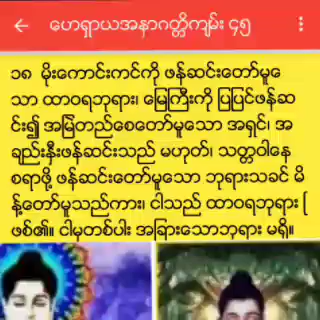 ဟေရှာယအနာဂတ္တိကျမ်း ၄၅
၁၈ မိုးကောင်းကင်ကို ဖန်ဆင်းတော်မူေ
သာ ထာဝရဘုရား၊ မြေကြီးကို ပြုပြင်ဖန်ဆ
င်း၍ အမြဲတည်စေတော်မူသော အရှင်၊ အ
ချည်းနှီးဖန်ဆင်းသည် မဟုတ်၊ သတ္တဝါနေ
စရာဖို့ ဖန်ဆင်းတော်မူသော ဘုရားသခင် မိ
န့်တော်မူသည်ကား၊ ငါသည် ထာဝရဘုရား [
ဖြစ်၏။ ငါမှတစ်ပါး အခြားသောဘုရား မရှိ။